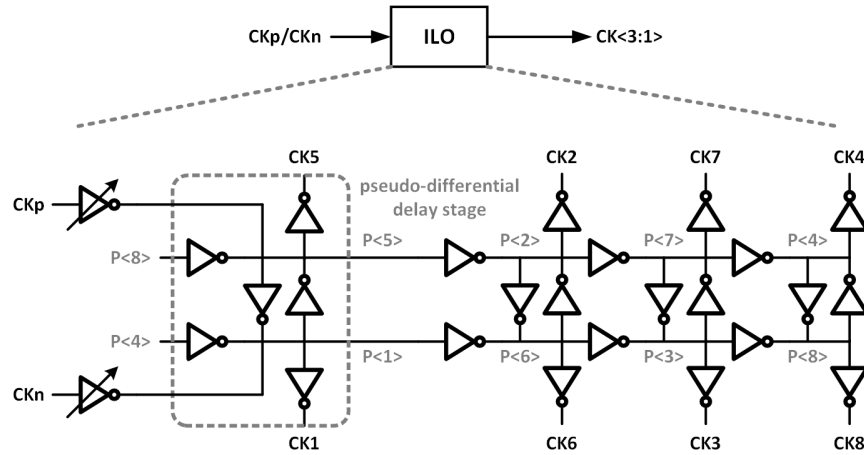 CKp/CKn
ILO
CK<3:1>
CK5
CK2
CK7
CK4
pseudo-differential
delay stage
CKp
P<8>
P<5>
P<2>
P<7>
P<4>
P<4>
P<1>
P<6>
P<3>
P<8>
CKn
CK1
CK6
CK3
CK8